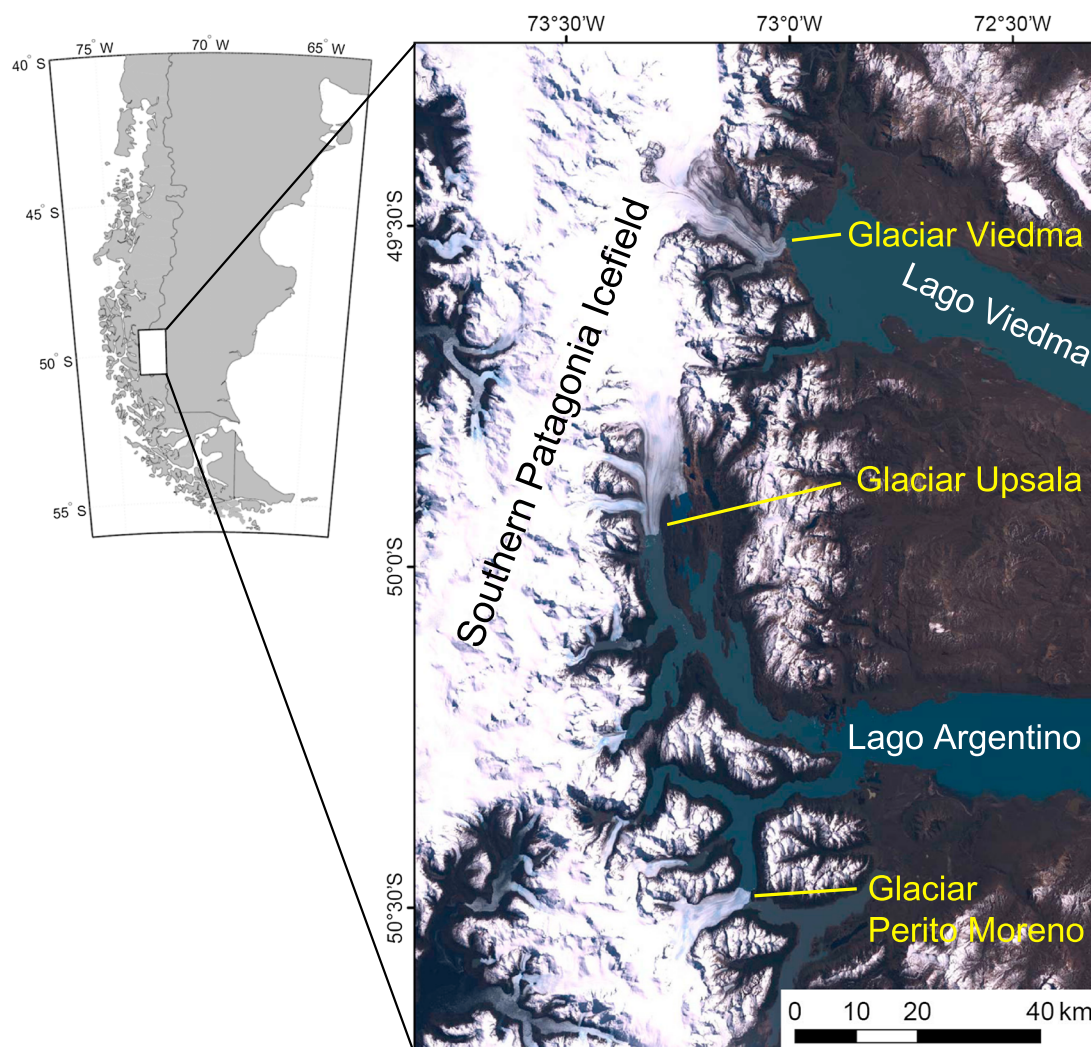 75° W
70° W
65° W
40° S
45° S
50° S
55° S
73°30'W
73°0'W
72°30'W
49°30'S
50°0'S
50°30'S
Southern Patagonia Icefield
Glaciar Viedma
Lago Viedma
Glaciar Upsala
Lago Argentino
Glaciar
Perito Moreno
0 10 20 40 km